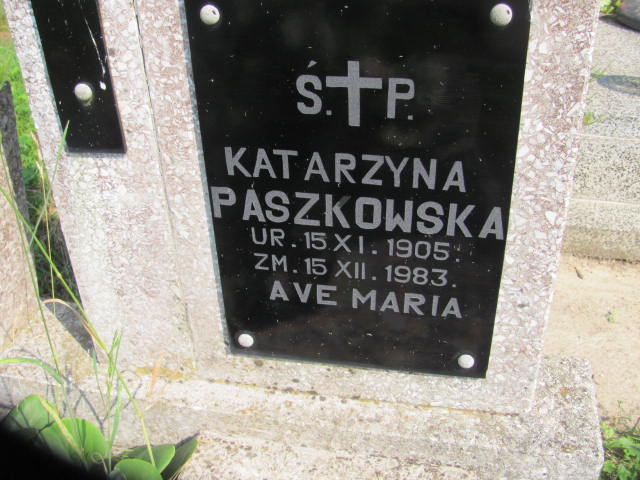 Ś.†P.
KATARZYNA
PASZKOWSKA
UR. 15 XI. 1905.
ZM. 15 XII. 1983.
AVE MARIA